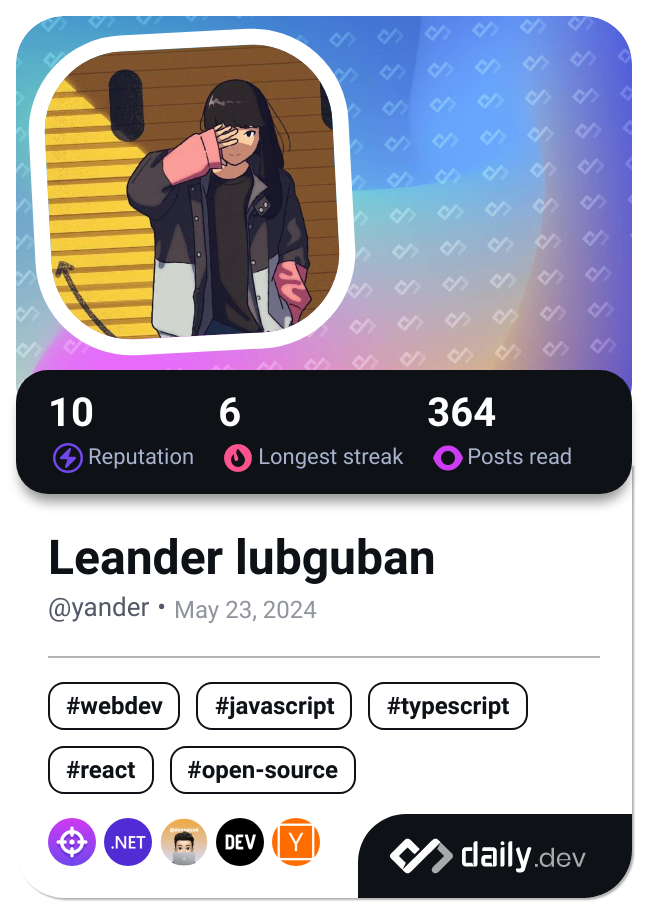 10 6 364
Reputation Longest streak Posts read
Leander lubguban
@yander • May 23, 2024
#webdev #javascript #typescript
#react #open-source
.NET DEV Y daily.dev